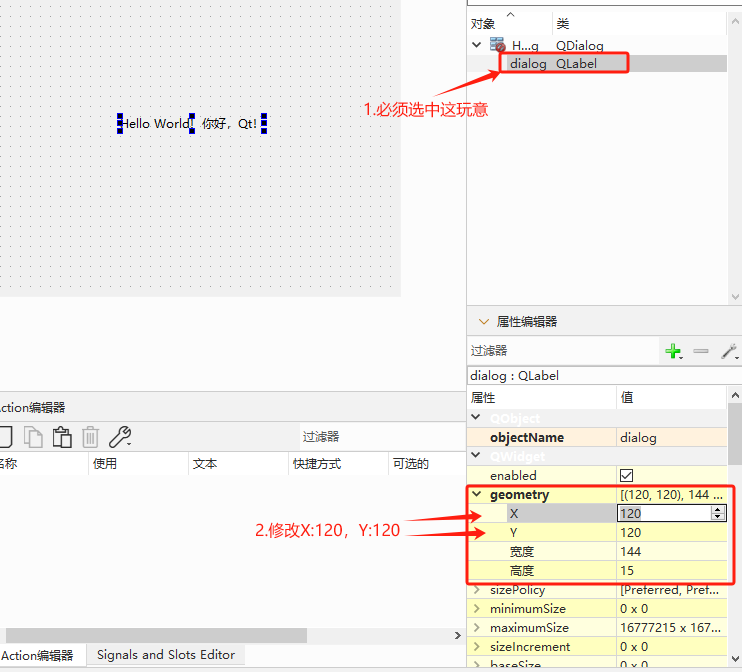 对象 类
H...g QDialog
dialog QLabel
1.必须选中这玩意
Hello World! 你好，Qt!
属性编辑器
过滤器
dialog : QLabel
属性 值
QObject
objectName dialog
QWidget
enabled
geometry [(120, 120), 144 ...
X 120
Y 120
宽度 144
高度 15
sizePolicy [Preferred, Pref...
minimumSize 0 x 0
maximumSize 16777215 x 167...
sizeIncrement 0 x 0
baseSize 0 x 0
2.修改X:120，Y:120
ction编辑器
过滤器
名称 使用 文本 快捷方式 可选的
Action编辑器 Signals and Slots Editor